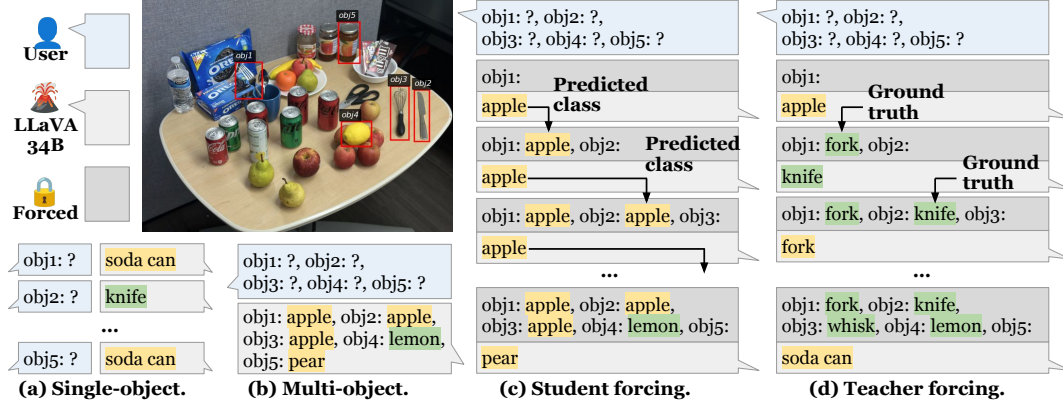 User
LLaVA
34B
Forced
obj1
obj5
obj3
obj2
obj4
OREO
obj1: ?
soda can
obj2: ?
knife
...
obj5: ?
soda can
(a) Single-object.
obj1: ?, obj2: ?,
obj3: ?, obj4: ?, obj5: ?
obj1: apple, obj2: apple,
obj3: apple, obj4: lemon,
obj5: pear
(b) Multi-object.
obj1: ?, obj2: ?,
obj3: ?, obj4: ?, obj5: ?
obj1:
apple
Predicted
class
obj1: apple, obj2:
apple
Predicted
class
obj1: apple, obj2: apple, obj3:
apple
...
obj1: apple, obj2: apple,
obj3: apple, obj4: lemon, obj5:
pear
(c) Student forcing.
obj1: ?, obj2: ?,
obj3: ?, obj4: ?, obj5: ?
obj1:
apple
Ground
truth
obj1: fork, obj2:
knife
Ground
truth
obj1: fork, obj2: knife, obj3:
fork
...
obj1: fork, obj2: knife,
obj3: whisk, obj4: lemon, obj5:
soda can
(d) Teacher forcing.